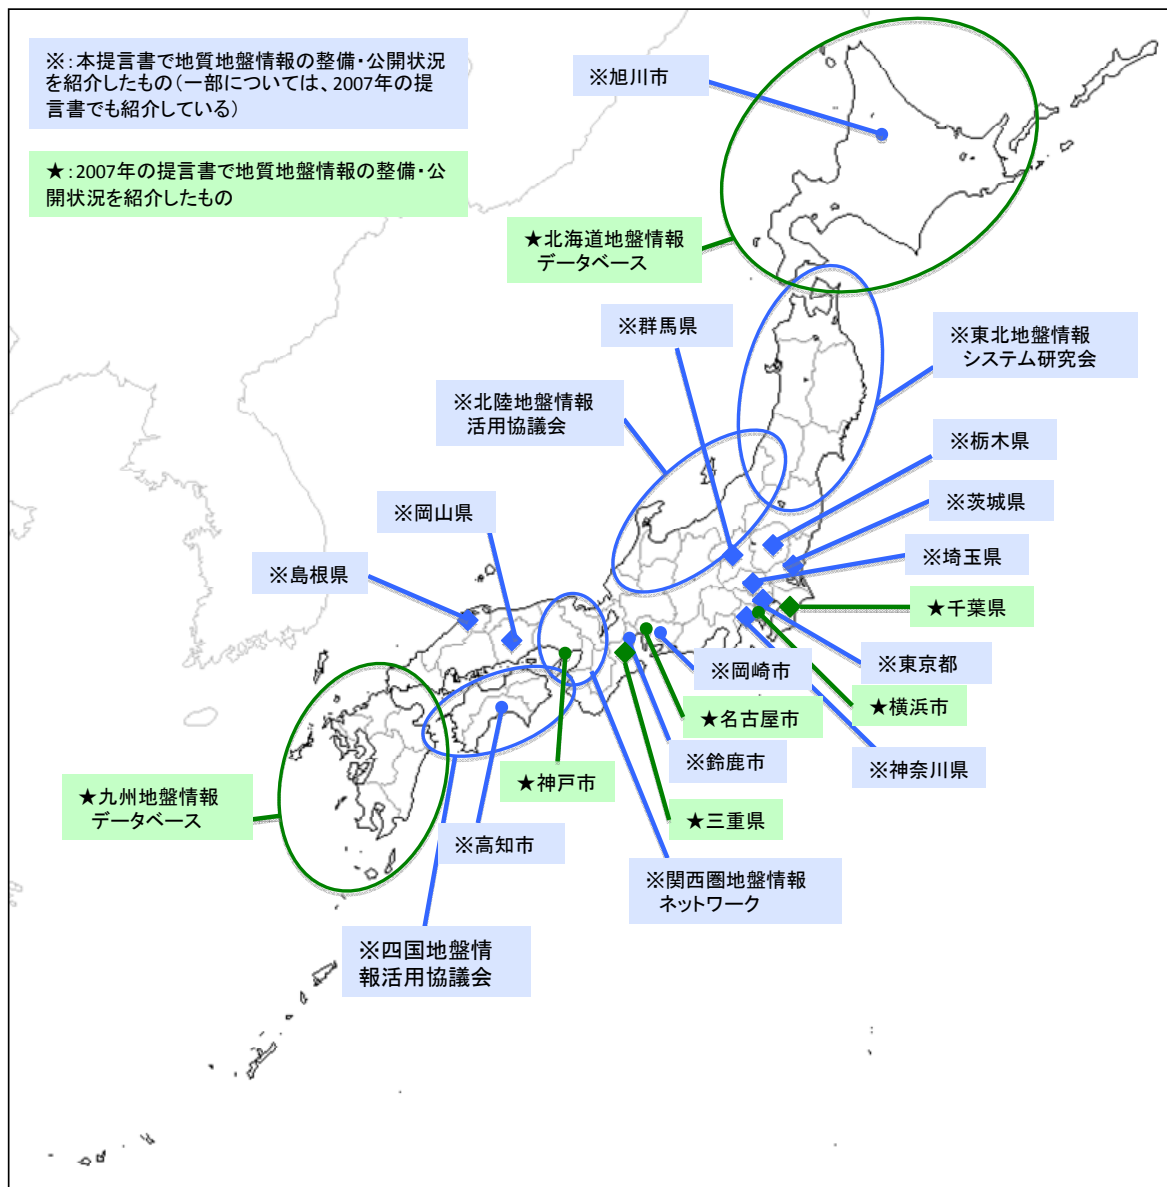 ※：本提言書で地質地盤情報の整備・公開状況
を紹介したもの（一部については、2007年の提
言書でも紹介している）
★：2007年の提言書で地質地盤情報の整備・公
開状況を紹介したもの
※旭川市
★北海道地盤情報
データベース
※群馬県
※東北地盤情報
システム研究会
※北陸地盤情報
活用協議会
※栃木県
※茨城県
※岡山県
※埼玉県
※島根県
★千葉県
※岡崎市
※東京都
★名古屋市
★横浜市
※鈴鹿市
※神奈川県
★神戸市
★九州地盤情報
データベース
★三重県
※高知市
※関西圏地盤情報
ネットワーク
※四国地盤情
報活用協議会